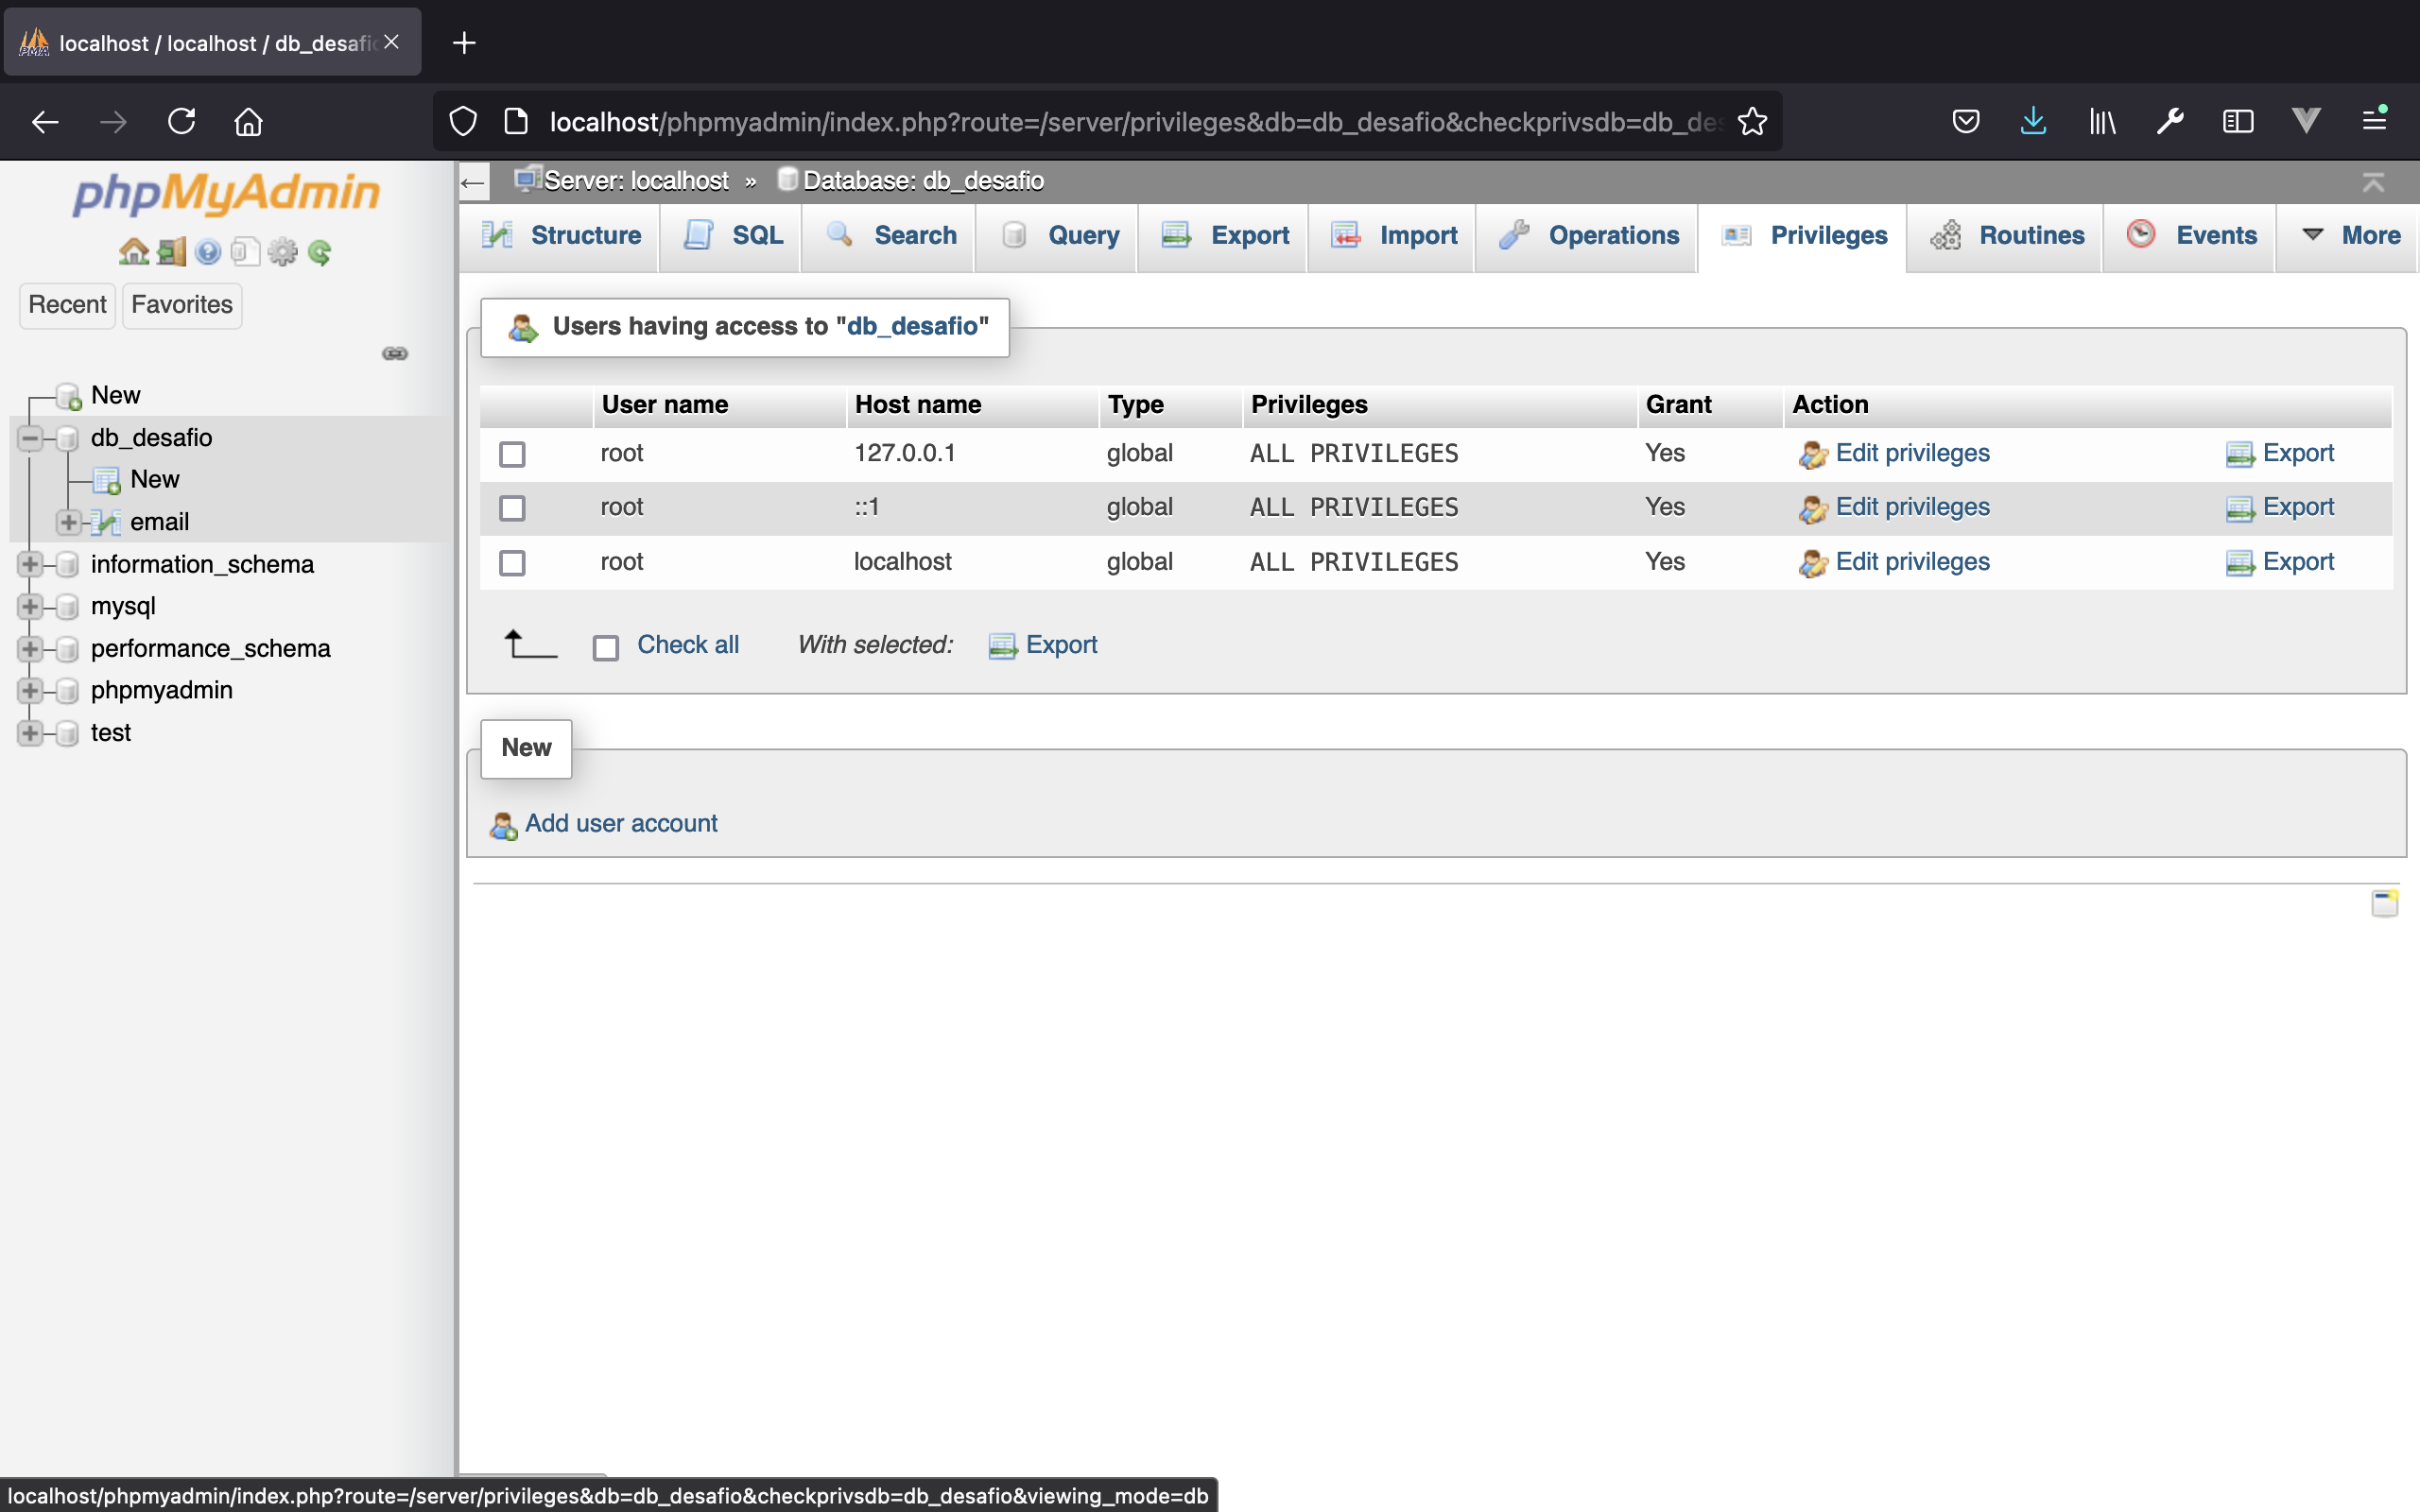 localhost / localhost / db_desafio
localhost/phpmyadmin/index.php?route=/server/privileges&db=db_desafio&checkprivsdb=db_des
phpMyAdmin
Recent Favorites
New
db_desafio
New
email
information_schema
mysql
performance_schema
phpmyadmin
test
Server: localhost » Database: db_desafio
Structure SQL Search Query Export Import Operations Privileges Routines Events More
Users having access to "db_desafio"
User name Host name Type Privileges Grant Action
root 127.0.0.1 global ALL PRIVILEGES Yes Edit privileges Export
root ::1 global ALL PRIVILEGES Yes Edit privileges Export
root localhost global ALL PRIVILEGES Yes Edit privileges Export
Check all With selected: Export
New
Add user account
localhost/phpmyadmin/index.php?route=/server/privileges&db=db_desafio&checkprivsdb=db_desafio&viewing_mode=db